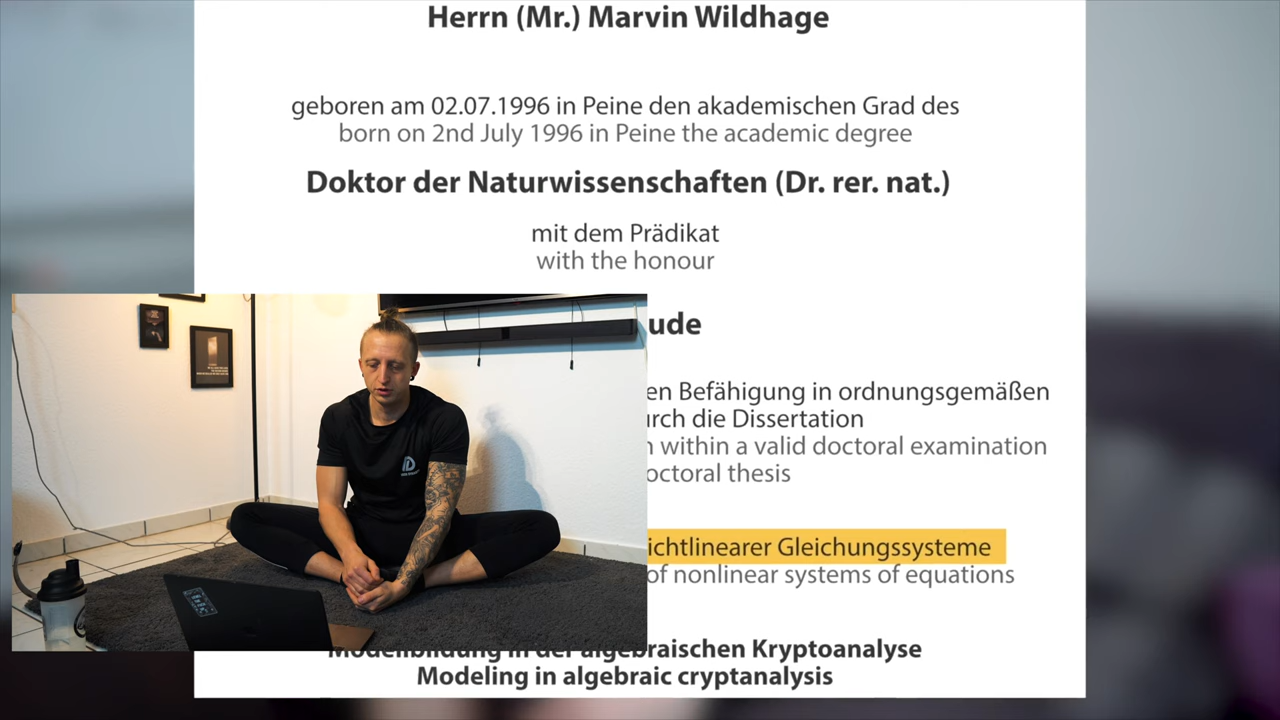 Herrn (Mr.) Marvin Wildhage
geboren am 02.07.1996 in Peine den akademischen Grad des
born on 2nd July 1996 in Peine the academic degree
Doktor der Naturwissenschaften (Dr. rer. nat.)
mit dem Prädikat
with the honour
ude
en Befähigung in ordnungsgemäßen
urch die Dissertation
n within a valid doctoral examination
octoral thesis
ichtlinearer Gleichungssysteme
of nonlinear systems of equations
Modellbildung in der algebraischen Kryptoanalyse
Modeling in algebraic cryptanalysis